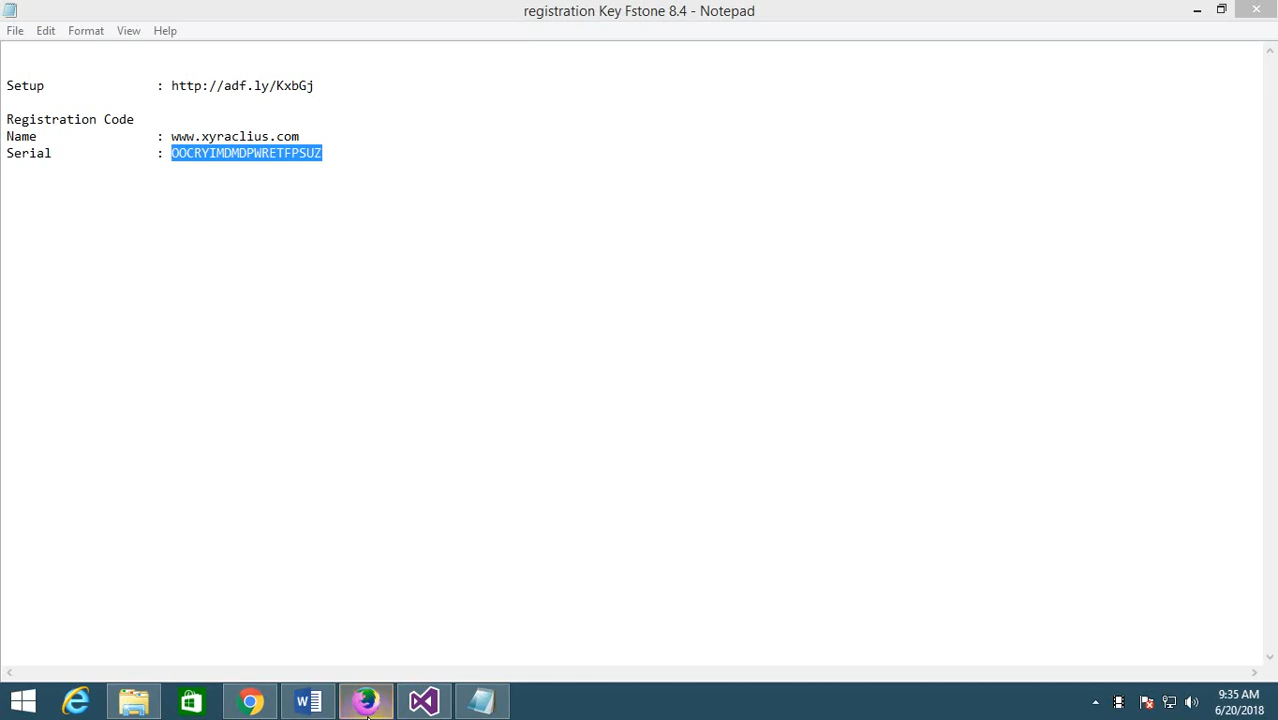 registration Key Fstone 8.4 - Notepad
File Edit Format View Help
Setup : http://adf.ly/KxbGj
Registration Code
Name : www.xyraclius.com
Serial : OOCRYIMDMDPWRETFPSUZ
9:35 AM
6/20/2018